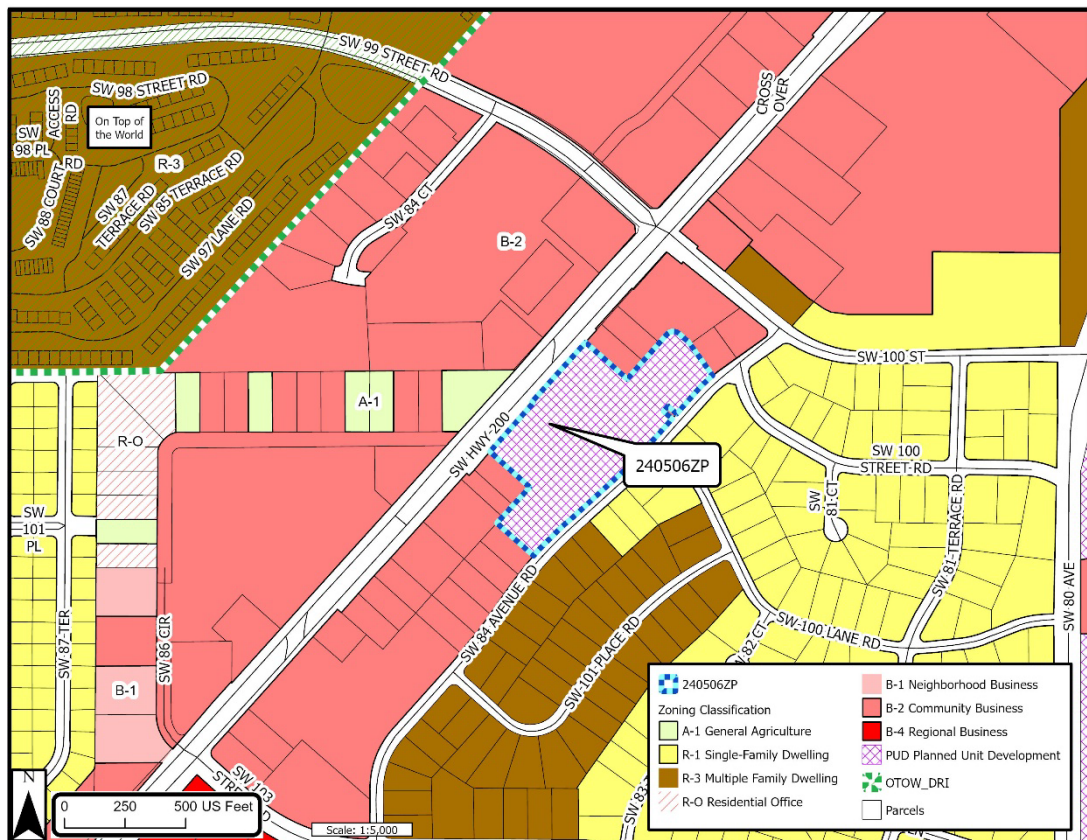 SW 99 STREET RD
SW 98 STREET RD
CROSS
OVER
ACCESS
RD
On Top of
the World
SW
98 PL
R-3
SW 88 COURT RD
SW 87
TERRACE RD
SW 85 TERRACE RD
SW 97 LANE RD
SW 84 CT
B-2
SW 100 ST
A-1
SW HWY 200
R-O
240506ZP
SW 100
STREET RD
SW
81 CT
SW 81 TERRACE RD
SW
101
PL
SW 80 AVE
SW 87 TER
SW 86 CIR
SW 84 AVENUE RD
SW 101 PLACE RD
SW 100 LANE RD
82 CT
B-1
SW 103
240506ZP
Zoning Classification
A-1 General Agriculture
R-1 Single-Family Dwelling
R-3 Multiple Family Dwelling
R-O Residential Office
B-1 Neighborhood Business
B-2 Community Business
B-4 Regional Business
PUD Planned Unit Development
OTOW_DRI
Parcels
N
0 250 500 US Feet
Scale: 1:5,000